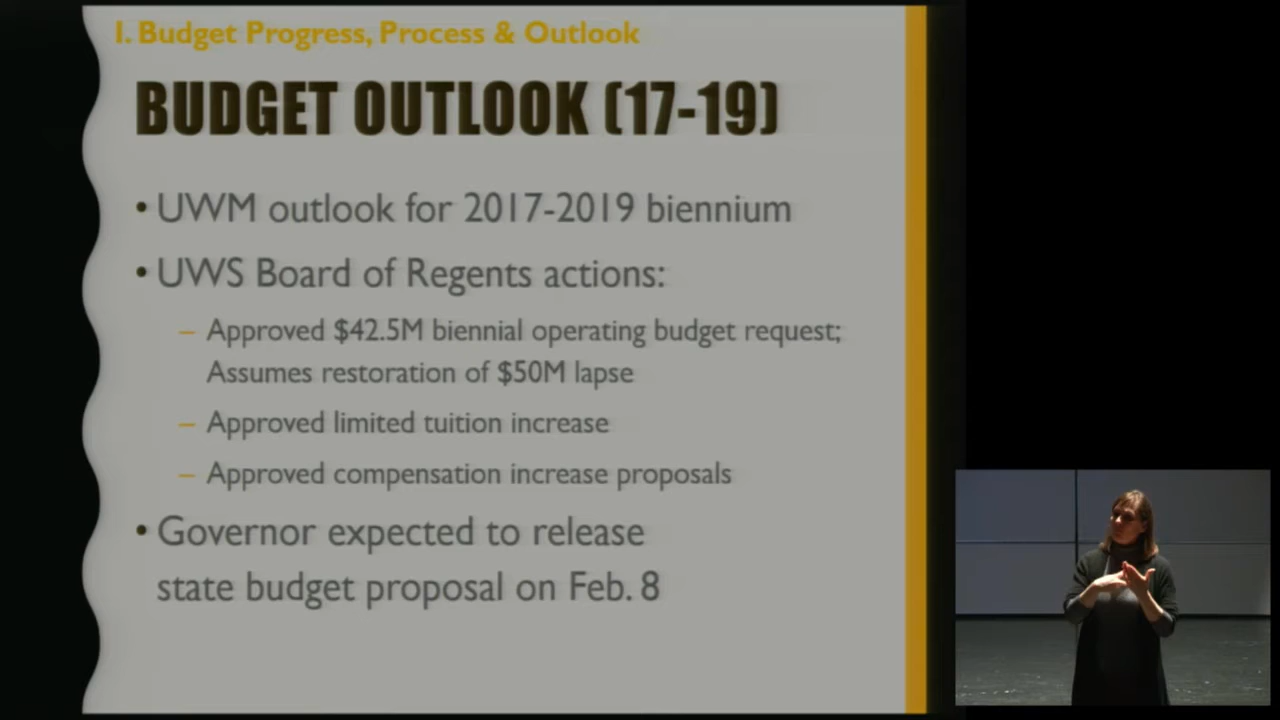 I. Budget Progress, Process & Outlook
BUDGET OUTLOOK (17-19)
• UWM outlook for 2017-2019 biennium
• UWS Board of Regents actions:
– Approved $42.5M biennial operating budget request;
Assumes restoration of $50M lapse
– Approved limited tuition increase
– Approved compensation increase proposals
• Governor expected to release
state budget proposal on Feb. 8